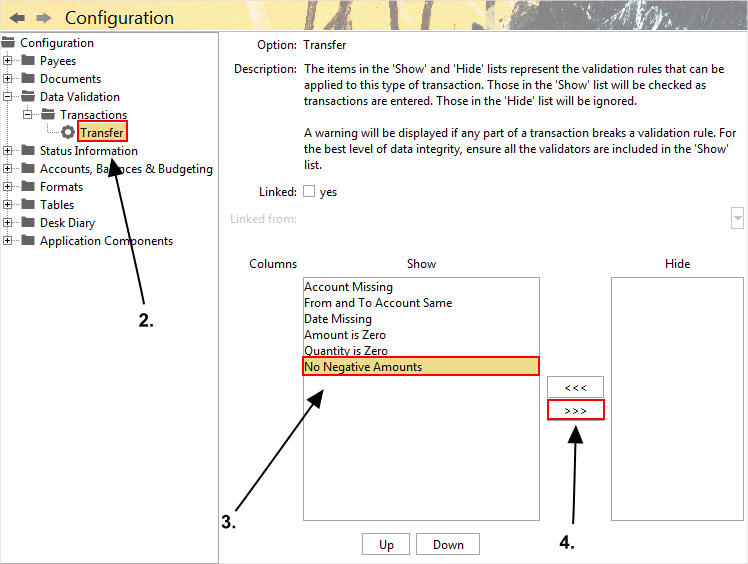 Configuration
Configuration
Payees
Documents
Data Validation
Transactions
Transfer
Status Information
Accounts, Balances & Budgeting
Formats
Tables
Desk Diary
Application Components
2.
Option: Transfer
Description: The items in the 'Show' and 'Hide' lists represent the validation rules that can be
applied to this type of transaction. Those in the 'Show' list will be checked as
transactions are entered. Those in the 'Hide' list will be ignored.
A warning will be displayed if any part of a transaction breaks a validation rule. For
the best level of data integrity, ensure all the validators are included in the 'Show'
list.
Linked: yes
Linked from:
Columns Show Hide
Account Missing
From and To Account Same
Date Missing
Amount is Zero
Quantity is Zero
No Negative Amounts
<<<
>>>
3.
4.
Up Down